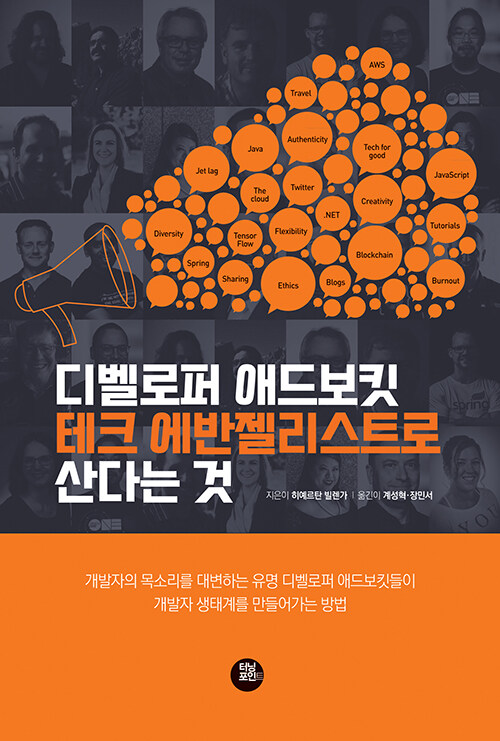 AWS
Travel
Authenticity
Java
Tech for
good
Jet lag
JavaScript
The
cloud
Twitter
Creativity
.NET
Diversity
Tensor
Flow
Flexibility
Tutorials
Blockchain
Spring
Sharing
Ethics
Blogs
Burnout
디벨로퍼 애드보킷
테크 에반젤리스트로
산다는 것
지은이 히예르탄 빌렌가 | 옮긴이 계성혁·장민서
개발자의 목소리를 대변하는 유명 디벨로퍼 애드보킷들이
개발자 생태계를 만들어가는 방법
터닝
포인트